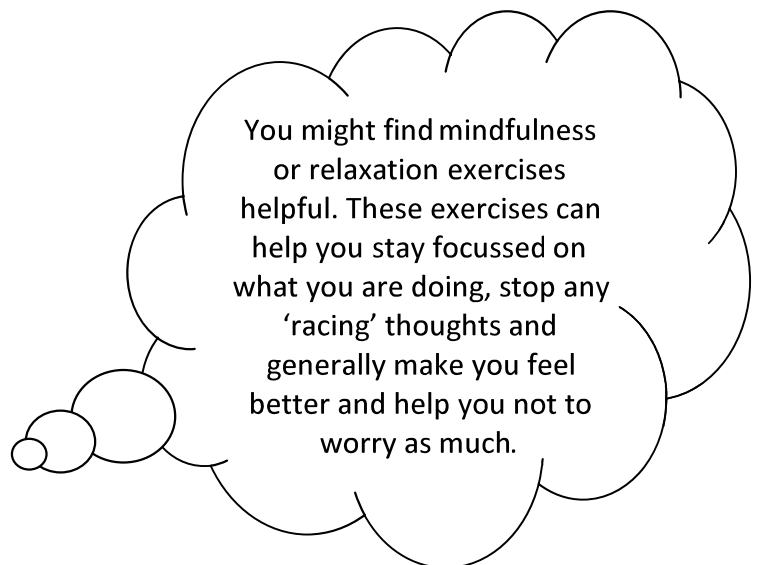 You might find mindfulness
or relaxation exercises
helpful. These exercises can
help you stay focussed on
what you are doing, stop any
‘racing’ thoughts and
generally make you feel
better and help you not to
worry as much.